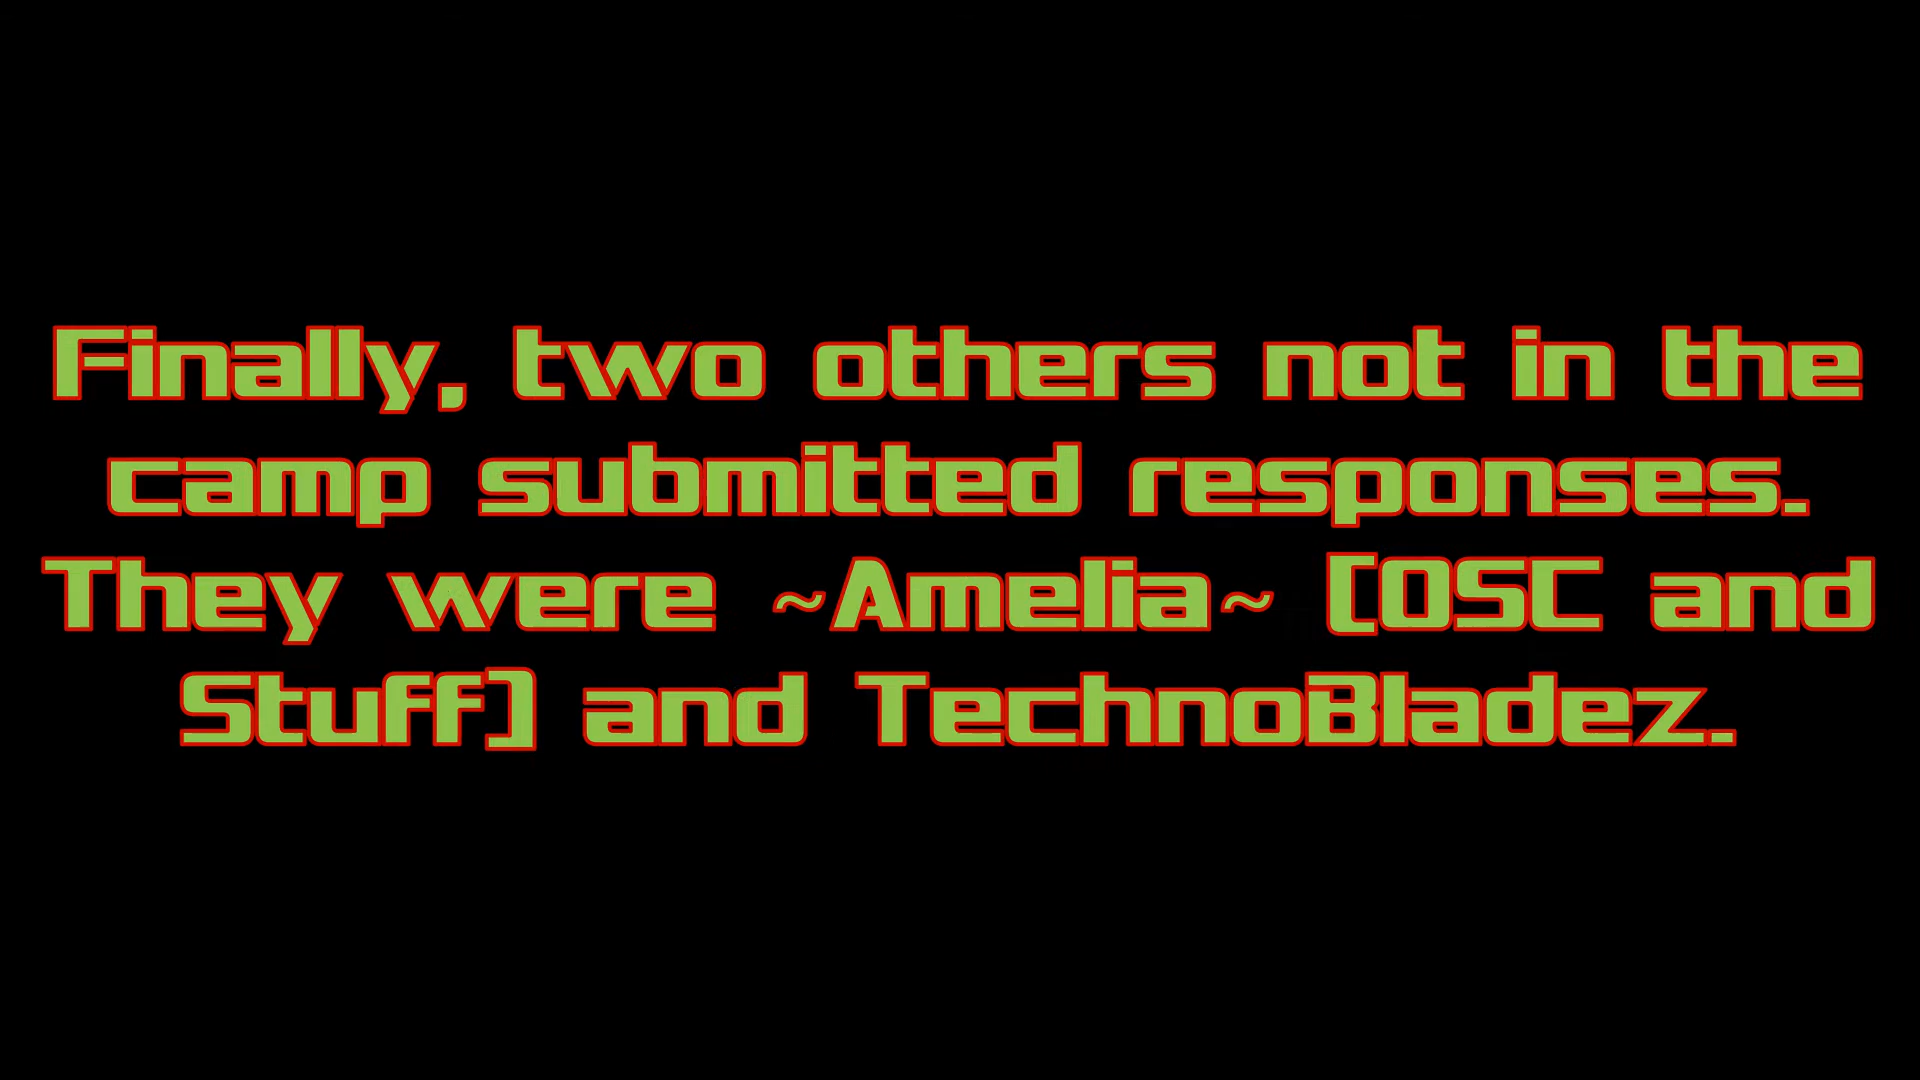 Finally, two others not in the
camp submitted responses.
They were ~Amelia~ [OSC and
Stuff] and TechnoBladez.